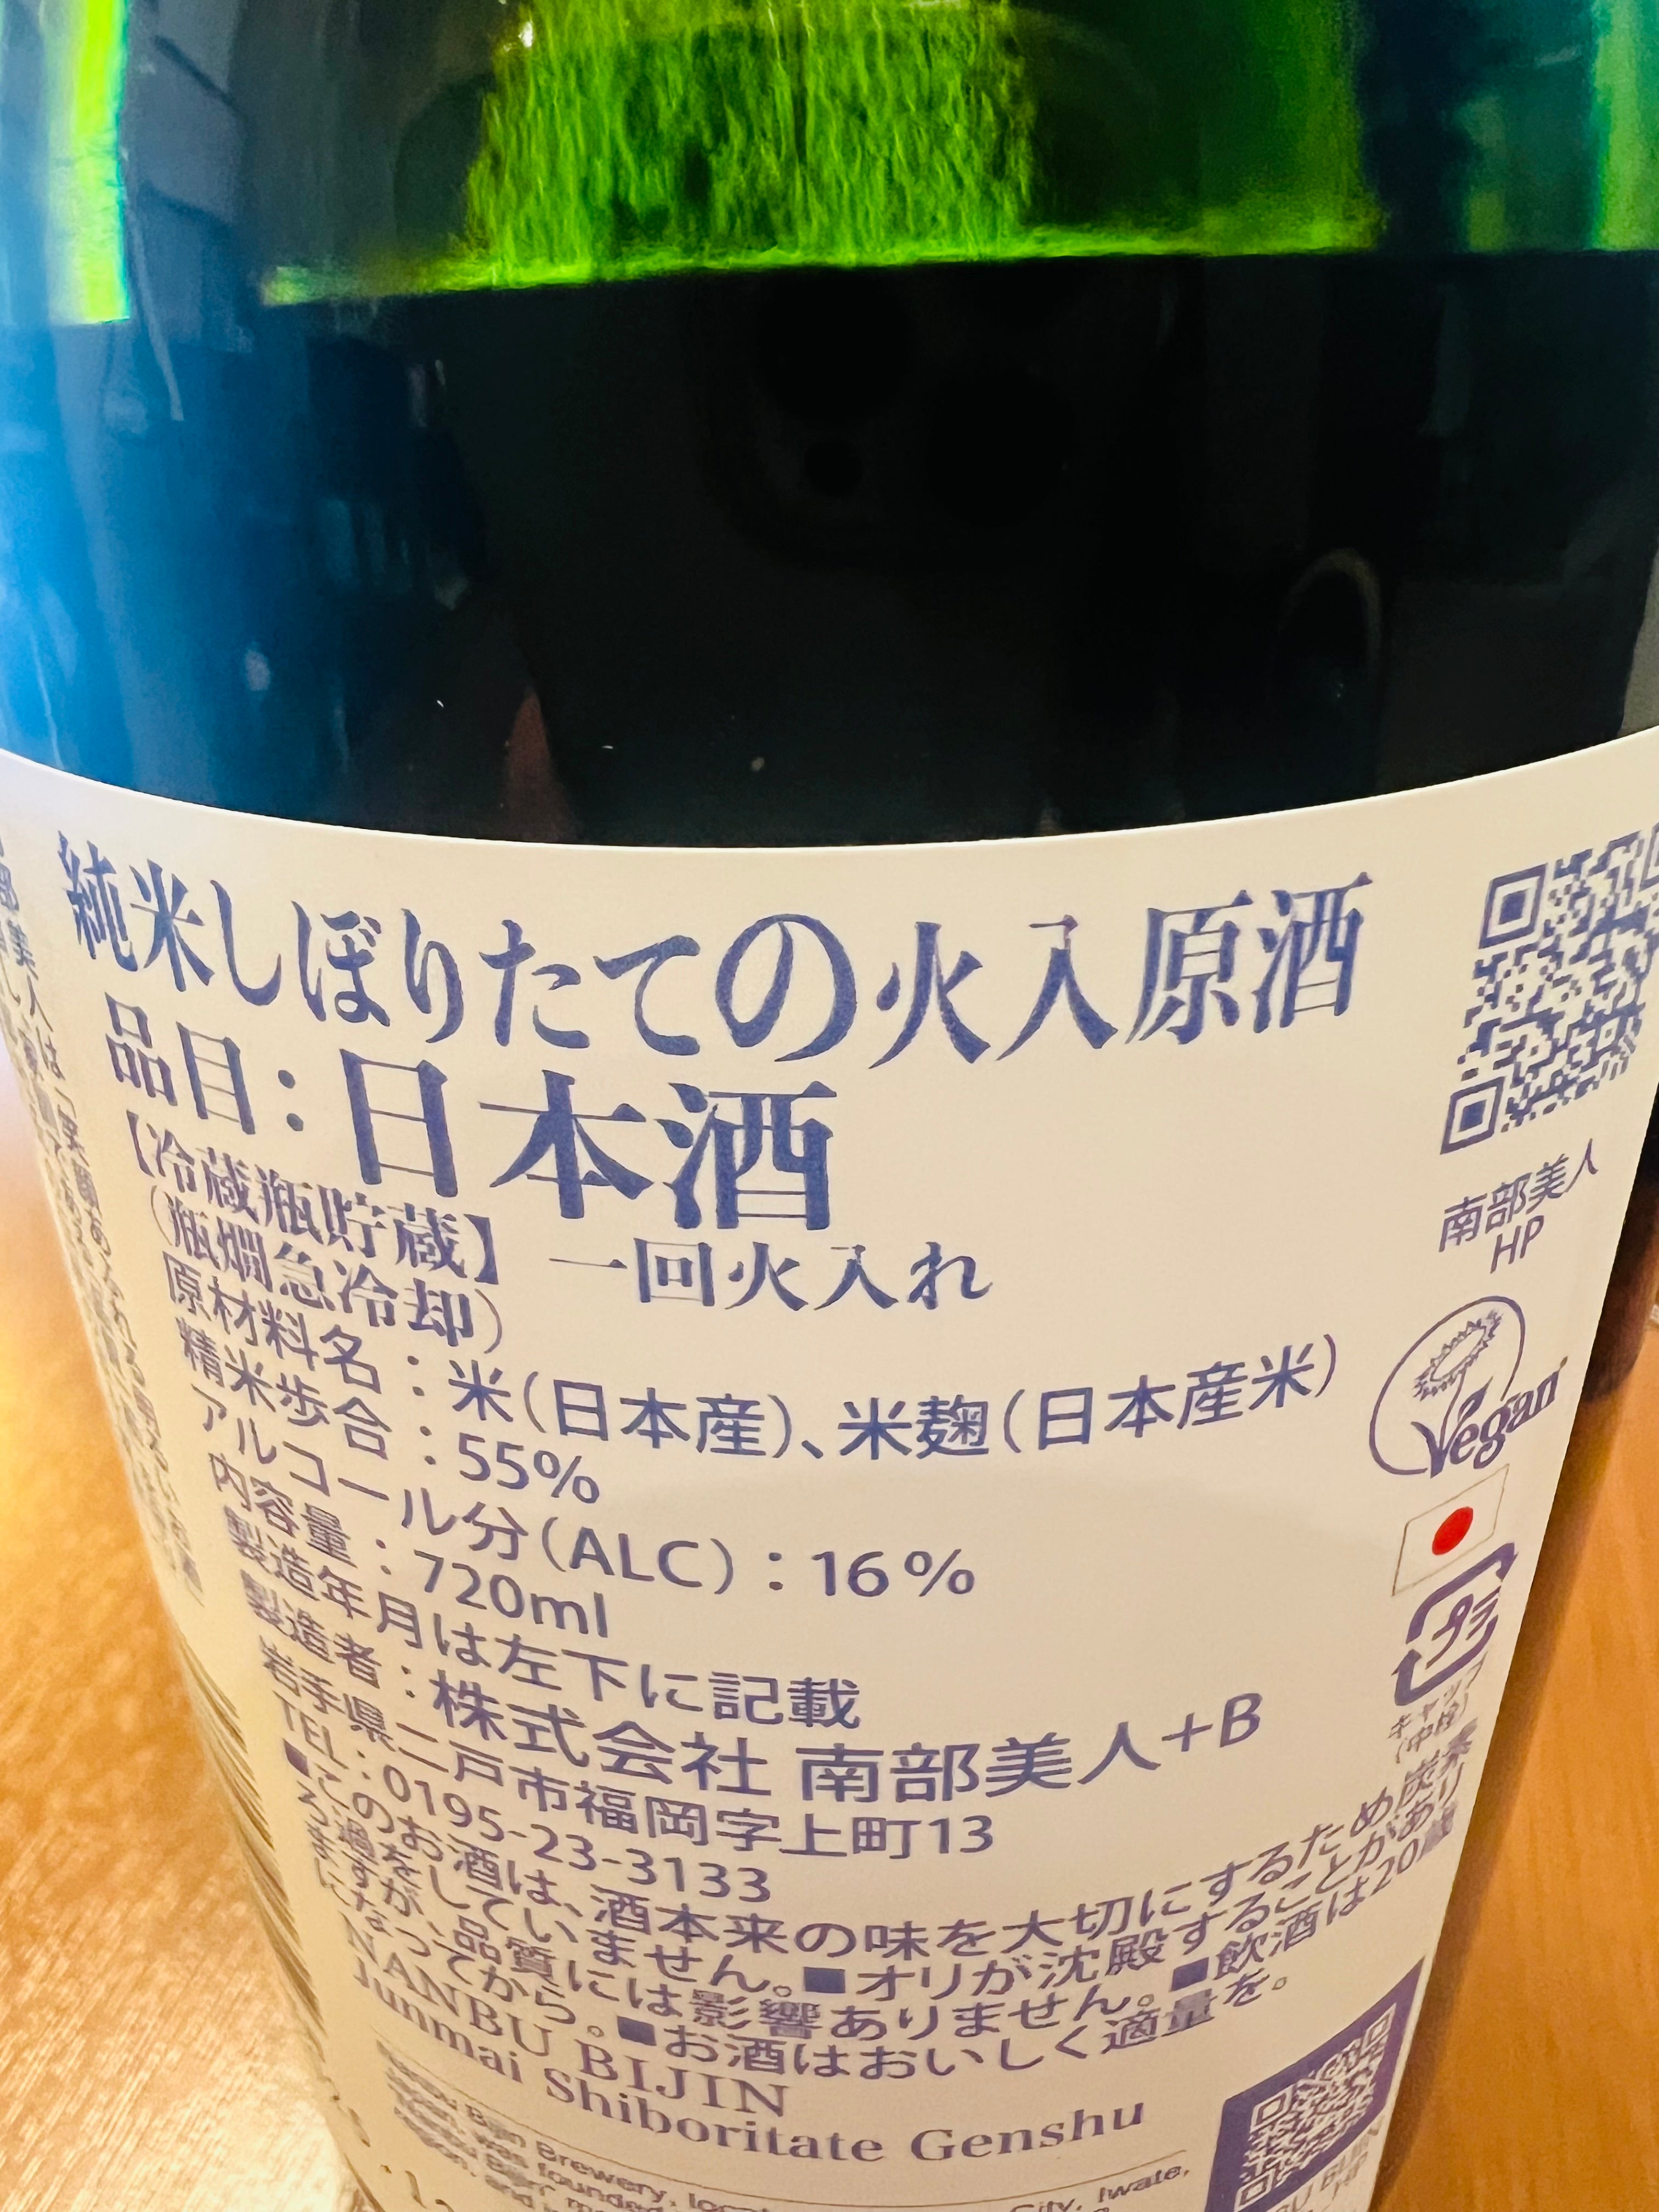 純米しぼりたての火入原酒
品目：日本酒
【冷蔵瓶貯蔵】
(瓶燗急冷却)
一回火入れ
原材料名：米(日本産)、米麹(日本産米)
精米歩合：55%
アルコール分(ALC)：16%
内容量：720ml
製造年月は左下に記載
製造者：株式会社 南部美人+B
岩手県二戸市福岡字上町13
TEL：0195-23-3133
■このお酒は、酒本来の味を大切にするため炭素
ろ過をしていません。■オリが沈殿することがあり
ますが、品質には影響ありません。■飲酒は20歳
になってから。■お酒はおいしく適量を。
NANBU BIJIN
Junmai Shiboritate Genshu
南部美人
HP
Vegan
プラ
キャップ
(中栓)